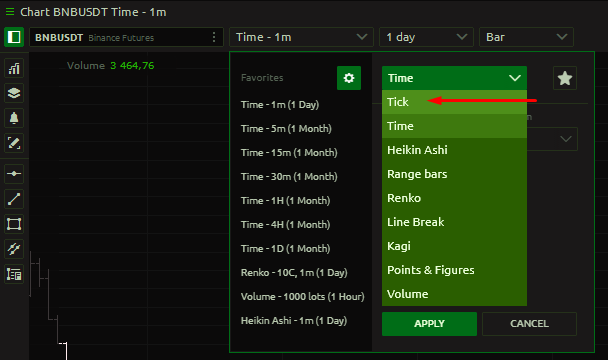 Chart BNBUSDT Time - 1m
BNBUSDT Binance Futures
Time - 1m
1 day
Bar
Volume 3 464,76
Favorites
Time - 1m (1 Day)
Time - 5m (1 Month)
Time - 15m (1 Month)
Time - 30m (1 Month)
Time - 1H (1 Month)
Time - 4H (1 Month)
Time - 1D (1 Month)
Renko - 10C, 1m (1 Day)
Volume - 1000 lots (1 Hour)
Heikin Ashi - 1m (1 Day)
Time
Tick
Time
Heikin Ashi
Range bars
Renko
Line Break
Kagi
Points & Figures
Volume
APPLY
CANCEL